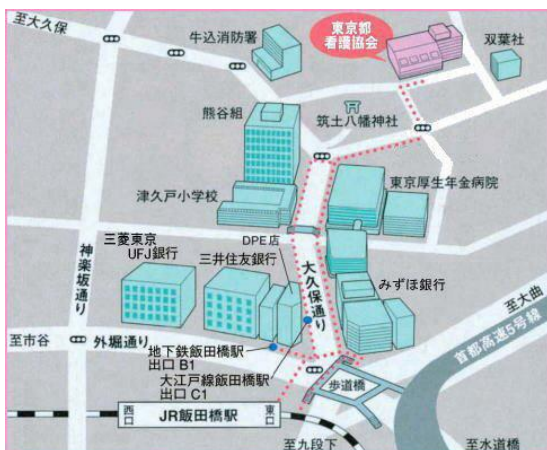 至大久保
牛込消防署
東京都
看護協会
双葉社
熊谷組
筑土八幡神社
津久戸小学校
東京厚生年金病院
DPE店
三菱東京
UFJ銀行
三井住友銀行
大久保通り
みずほ銀行
神楽坂通り
至大曲
首都高速5号線
至市谷
外堀通り
地下鉄飯田橋駅
出口 B1
大江戸線飯田橋駅
出口 C1
歩道橋
西口
JR飯田橋駅
東口
至九段下
至水道橋